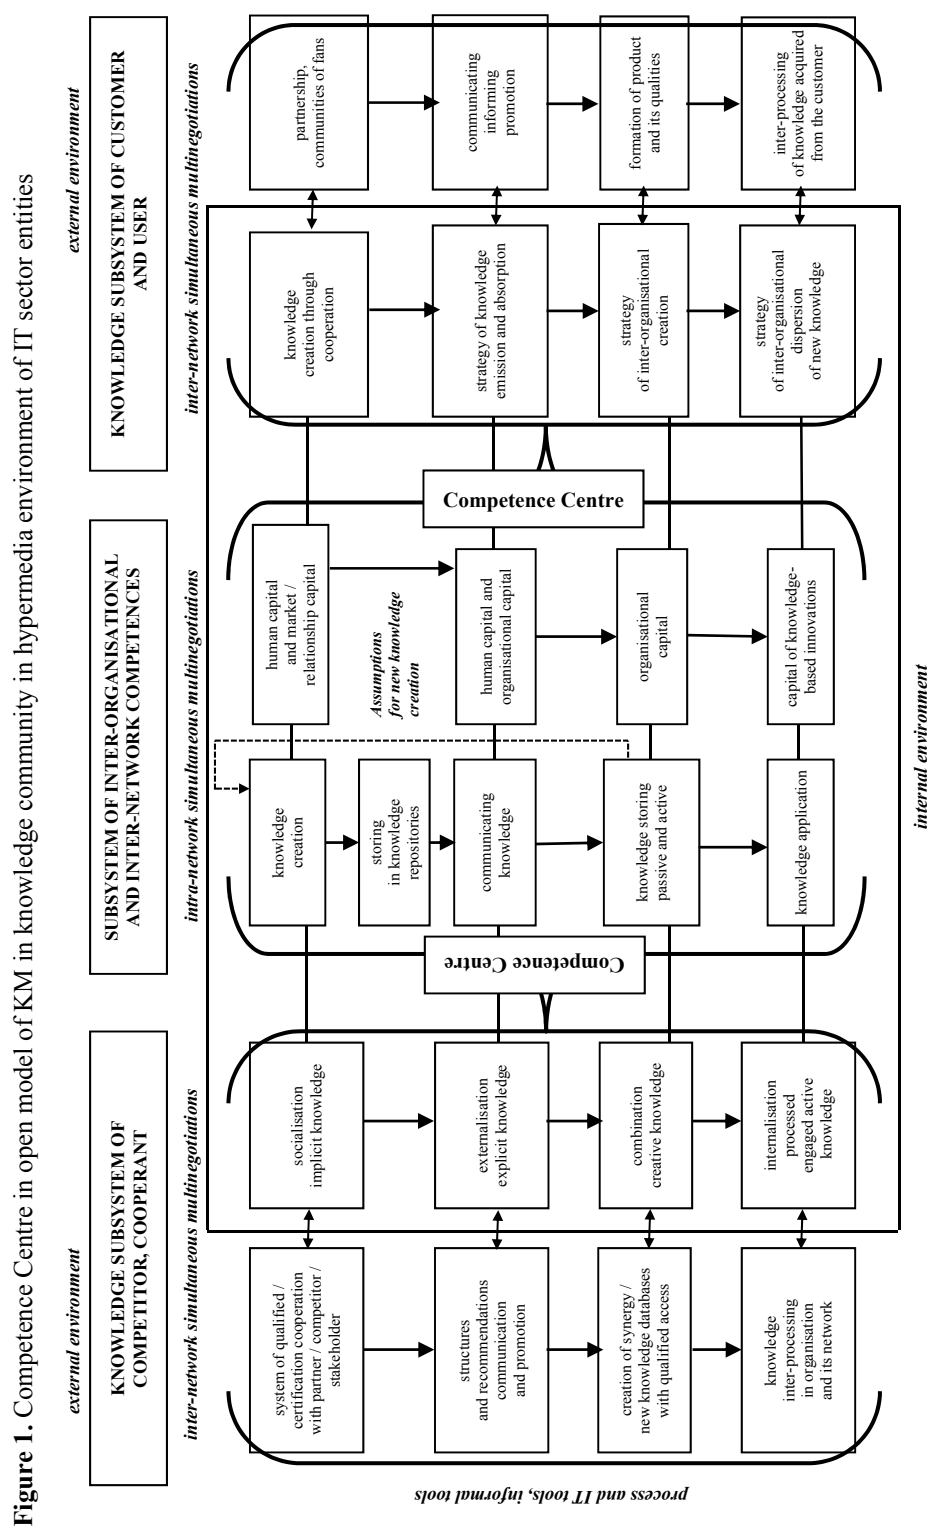 Figure 1. Competence Centre in open model of KM in knowledge community in hypermedia environment of IT sector entities
external environment
external environment
KNOWLEDGE SUBSYSTEM OF
COMPETITOR, COOPERANT
SUBSYSTEM OF INTER-ORGANISATIONAL
AND INTER-NETWORK COMPETENCES
KNOWLEDGE SUBSYSTEM OF CUSTOMER
AND USER
inter-network simultaneous multinegotiations
intra-network simultaneous multinegotiations
inter-network simultaneous multinegotiations
process and IT tools, informal tools
system of qualified /
certification cooperation
with partner / competitor /
stakeholder
socialisation
implicit knowledge
knowledge
creation
human capital
and market /
relationship capital
knowledge
creation through
cooperation
partnership,
communities of fans
storing
in knowledge
repositories
Assumptions
for new knowledge
creation
structures
and recommendations
communication
and promotion
externalisation
explicit knowledge
Competence Centre
communicating
knowledge
human capital and
organisational capital
Competence Centre
strategy of knowledge
emission and absorption
communicating
informing
promotion
creation of synergy /
new knowledge databases
with qualified access
combination
creative knowledge
knowledge storing
passive and active
organisational
capital
strategy
of inter-organisational
creation
formation of product
and its qualities
knowledge
inter-processing
in organisation
and its network
internalisation
processed
engaged active
knowledge
knowledge application
capital of knowledge-
based innovations
strategy
of inter-organisational
dispersion
of new knowledge
inter-processing
of knowledge acquired
from the customer
internal environment